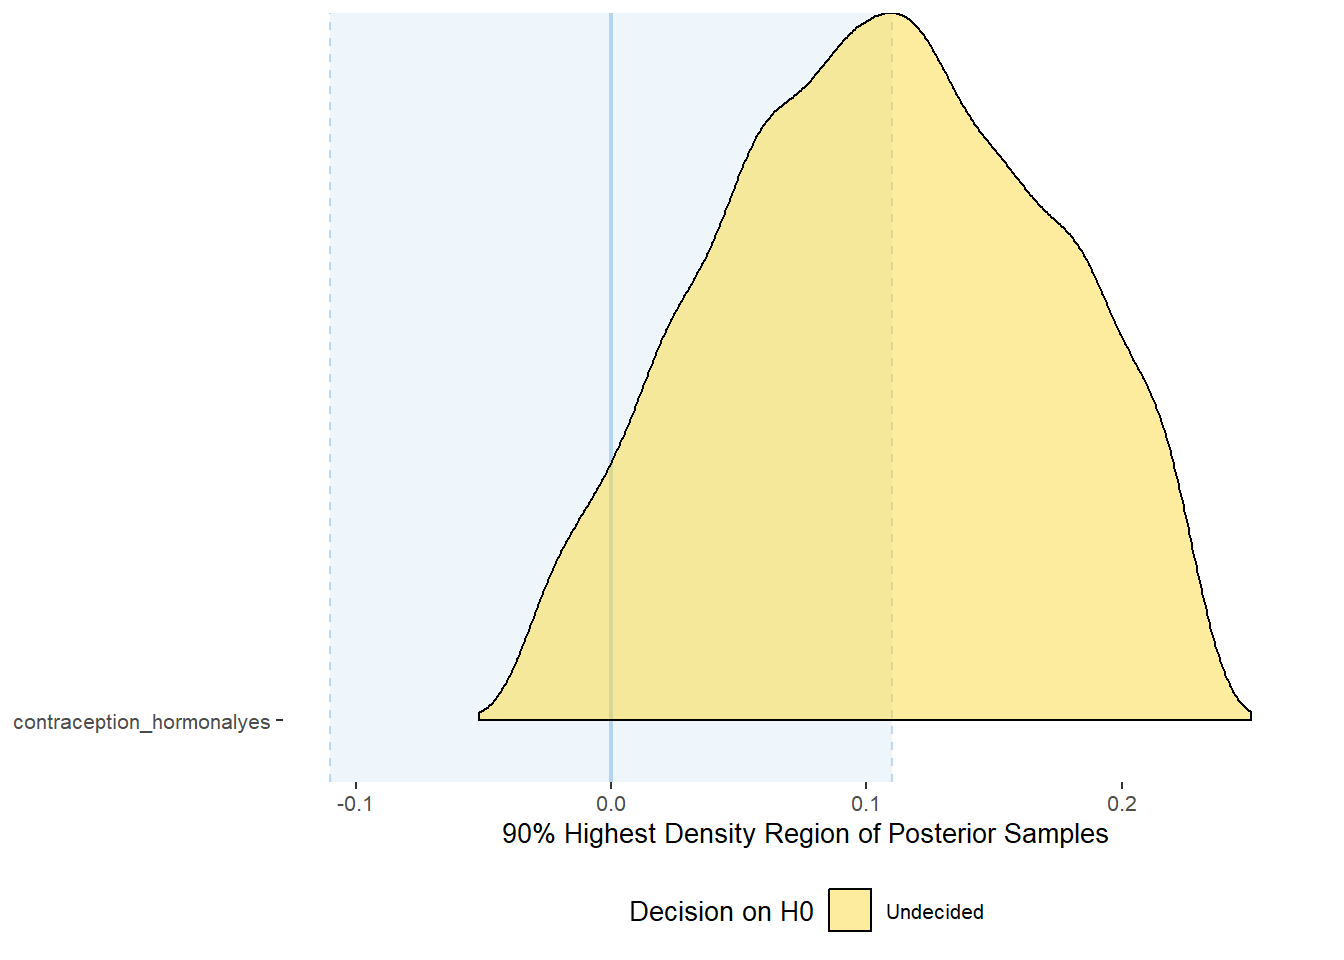 contraception_hormonalyes
-0.1 0.0 0.1 0.2
90% Highest Density Region of Posterior Samples
Decision on H0 Undecided